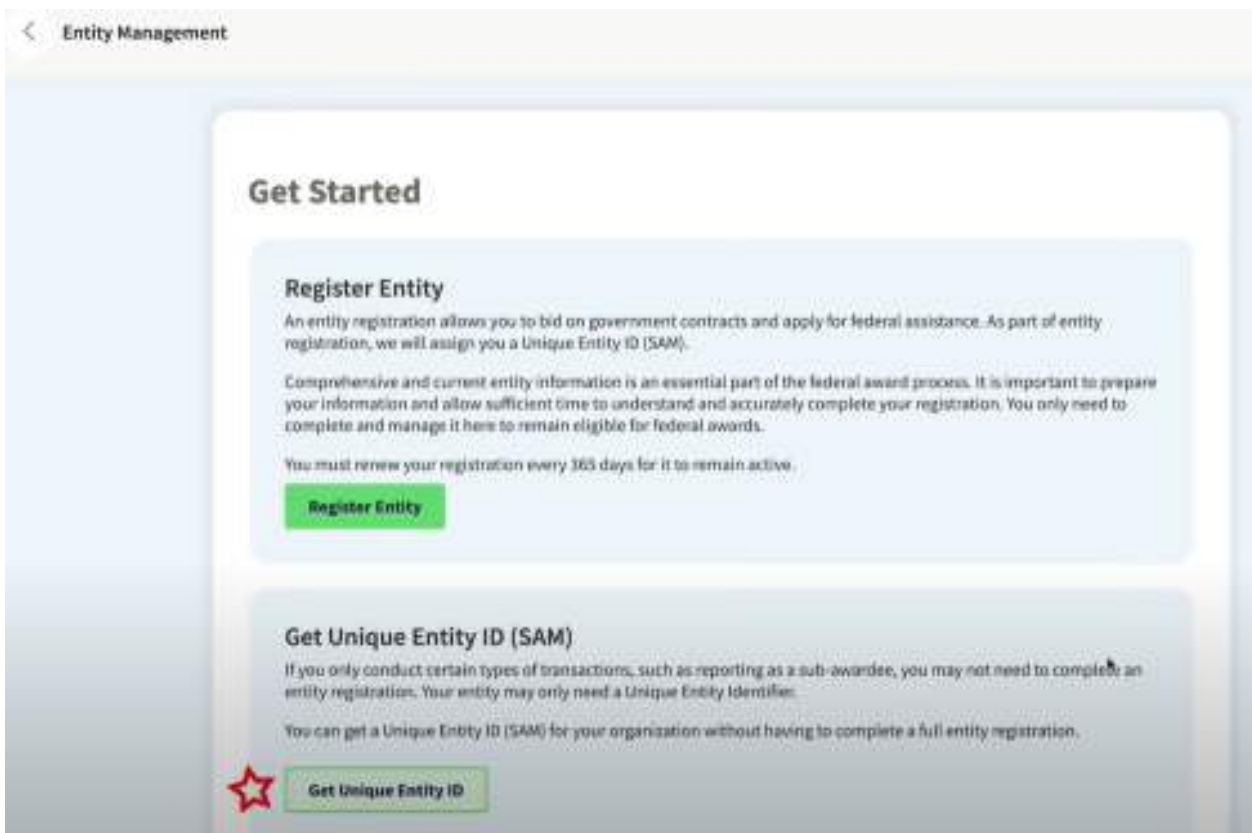 Entity Management
Get Started
Register Entity
An entity registration allows you to bid on government contracts and apply for federal assistance. As part of entity
registration, we will assign you a Unique Entity ID (SAM).
Comprehensive and current entity information is an essential part of the federal award process. It is important to prepare
your information and allow sufficient time to understand and accurately complete your registration. You only need to
complete and manage it here to remain eligible for federal awards.
You must renew your registration every 365 days for it to remain active.
Register Entity
Get Unique Entity ID (SAM)
If you only conduct certain types of transactions, such as reporting as a sub-awardee, you may not need to complete an
entity registration. Your entity may only need a Unique Entity Identifier.
You can get a Unique Entity ID (SAM) for your organization without having to complete a full entity registration.
Get Unique Entity ID